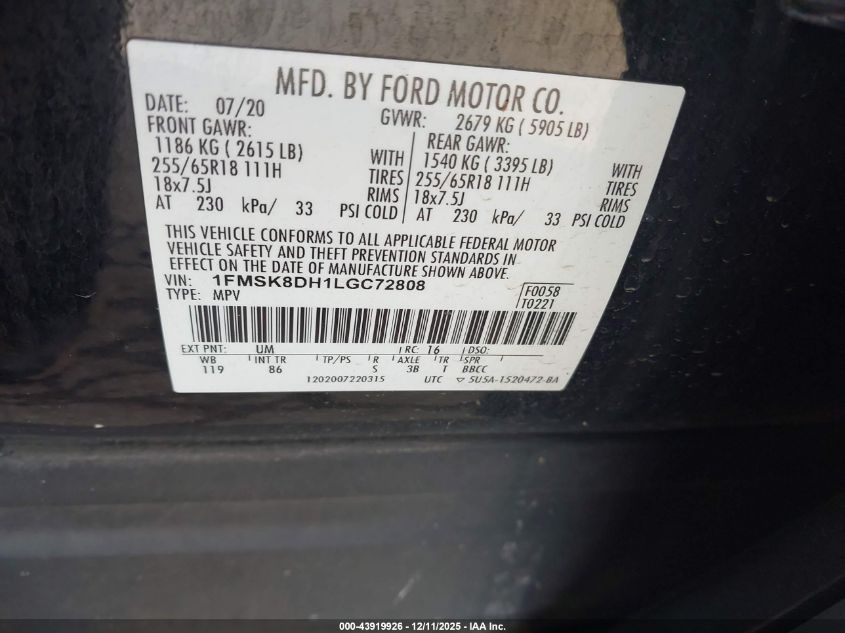 MFD. BY FORD MOTOR CO.
DATE: 07/20 GVWR: 2679 KG ( 5905 LB)
FRONT GAWR: REAR GAWR:
1186 KG ( 2615 LB) WITH 1540 KG ( 3395 LB) WITH
255/65R18 111H TIRES 255/65R18 111H TIRES
18x7.5J RIMS 18x7.5J RIMS
AT 230 kPa/ 33 PSI COLD AT 230 kPa/ 33 PSI COLD
THIS VEHICLE CONFORMS TO ALL APPLICABLE FEDERAL MOTOR
VEHICLE SAFETY AND THEFT PREVENTION STANDARDS IN
EFFECT ON THE DATE OF MANUFACTURE SHOWN ABOVE.
VIN: 1FMSK8DH1LGC72808 F0058
TYPE: MPV T0221
EXT PNT: UM RC: 16 DSO:
WB INT TR TP/PS R AXLE TR SPR
119 86 S 3B T BBCC
1202007220315 UTC ▽ 5U5A-1520472-BA
000-43919926 - 12/11/2025 - IAA Inc.